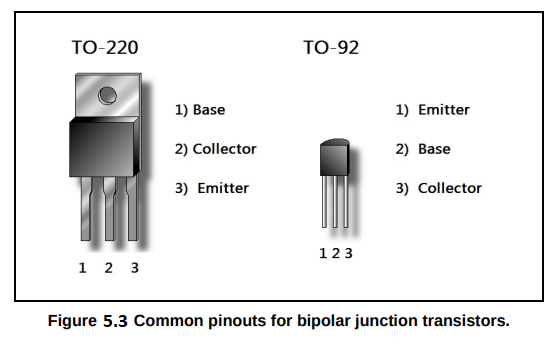 TO-220
TO-92
1) Base
2) Collector
3) Emitter
1) Emitter
2) Base
3) Collector
1 2 3
1 2 3
Figure 5.3 Common pinouts for bipolar junction transistors.